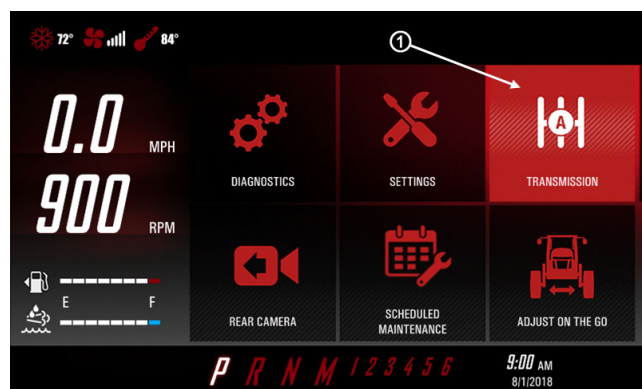 72° 84°
1
0.0 MPH
900 RPM
E F
DIAGNOSTICS
SETTINGS
TRANSMISSION
A
REAR CAMERA
SCHEDULED
MAINTENANCE
ADJUST ON THE GO
P R N M 1 2 3 4 5 6
9:00 AM
8/1/2018